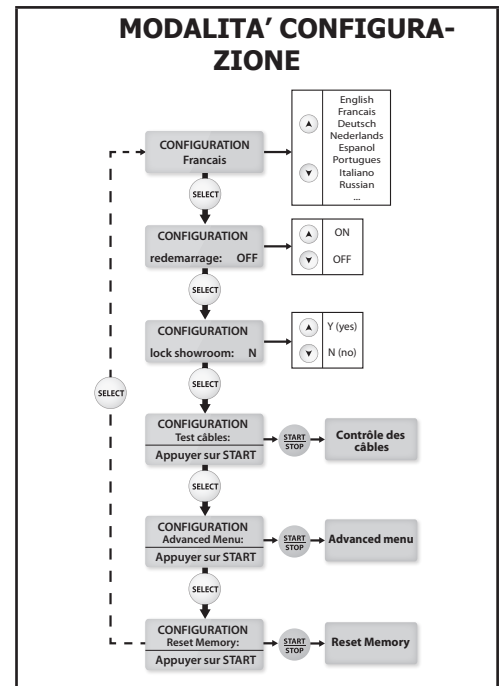 MODALITA’ CONFIGURA-
ZIONE
English
Francais
Deutsch
Nederlands
Espanol
Portugues
Italiano
Russian
...
CONFIGURATION
Francais
SELECT
CONFIGURATION
redemarrage: OFF
ON
OFF
SELECT
CONFIGURATION
lock showroom: N
Y (yes)
N (no)
SELECT
SELECT
CONFIGURATION
Test câbles:
Appuyer sur START
START
STOP
Contrôle des
câbles
SELECT
CONFIGURATION
Advanced Menu:
Appuyer sur START
START
STOP
Advanced menu
SELECT
CONFIGURATION
Reset Memory:
Appuyer sur START
START
STOP
Reset Memory